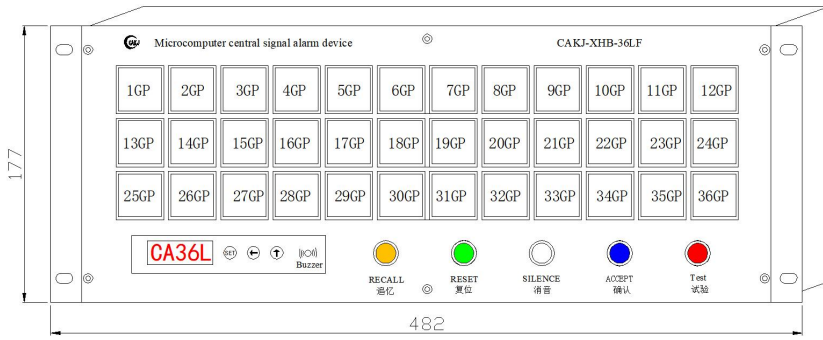 CAKJ Microcomputer central signal alarm device CAKJ-XHB-36LF
1GP 2GP 3GP 4GP 5GP 6GP 7GP 8GP 9GP 10GP 11GP 12GP
13GP 14GP 15GP 16GP 17GP 18GP 19GP 20GP 21GP 22GP 23GP 24GP
25GP 26GP 27GP 28GP 29GP 30GP 31GP 32GP 33GP 34GP 35GP 36GP
177
CA36L SET Buzzer
RECALL RESET SILENCE ACCEPT Test
追忆 复位 消音 确认 试验
482